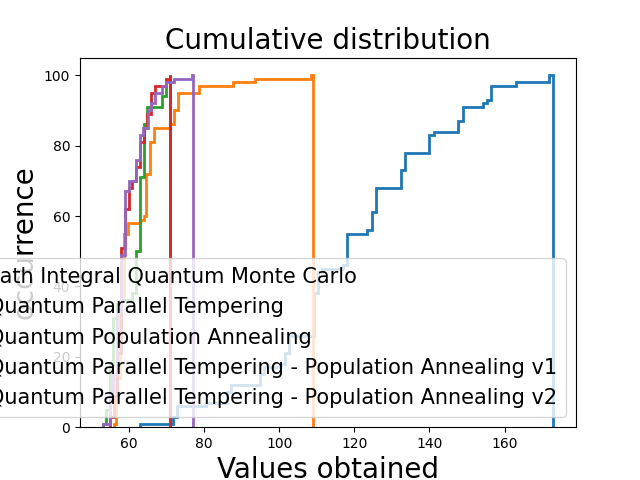 Cumulative distribution
100
80
60
40
20
0
60 80 100 120 140 160
Values obtained
ath Integral Quantum Monte Carlo
Quantum Parallel Tempering
Quantum Population Annealing
Quantum Parallel Tempering - Population Annealing v1
Quantum Parallel Tempering - Population Annealing v2